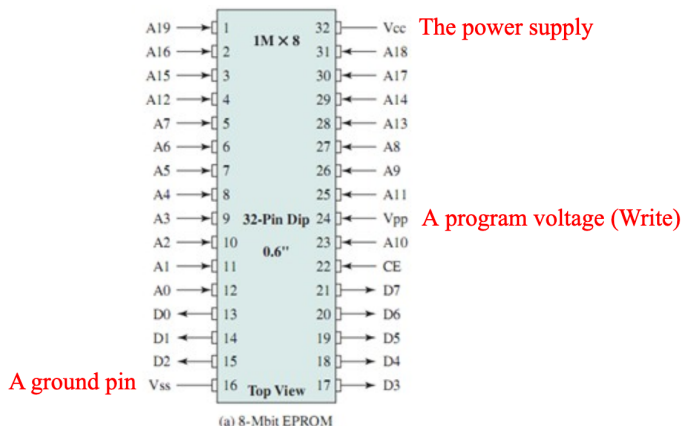 A19 1 32 Vcc The power supply
1M × 8
A16 2 31 A18
A15 3 30 A17
A12 4 29 A14
A7 5 28 A13
A6 6 27 A8
A5 7 26 A9
A4 8 25 A11
A3 9 32-Pin Dip 24 Vpp A program voltage (Write)
A2 10 23 A10
0.6"
A1 11 22 CE
A0 12 21 D7
D0 13 20 D6
D1 14 19 D5
D2 15 18 D4
A ground pin Vss 16 Top View 17 D3
(a) 8-Mbit EPROM